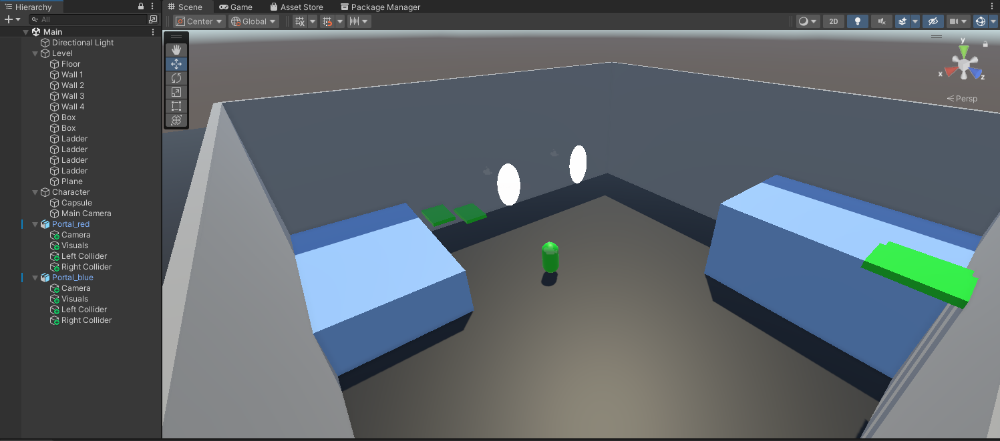 Hierarchy
Scene
Game
Asset Store
Package Manager
All
Center
Global
2D
Main
Directional Light
Level
Floor
Wall 1
Wall 2
Wall 3
Wall 4
Box
Box
Ladder
Ladder
Ladder
Ladder
Plane
Character
Capsule
Main Camera
Portal_red
Camera
Visuals
Left Collider
Right Collider
Portal_blue
Camera
Visuals
Left Collider
Right Collider
y
x
z
Persp